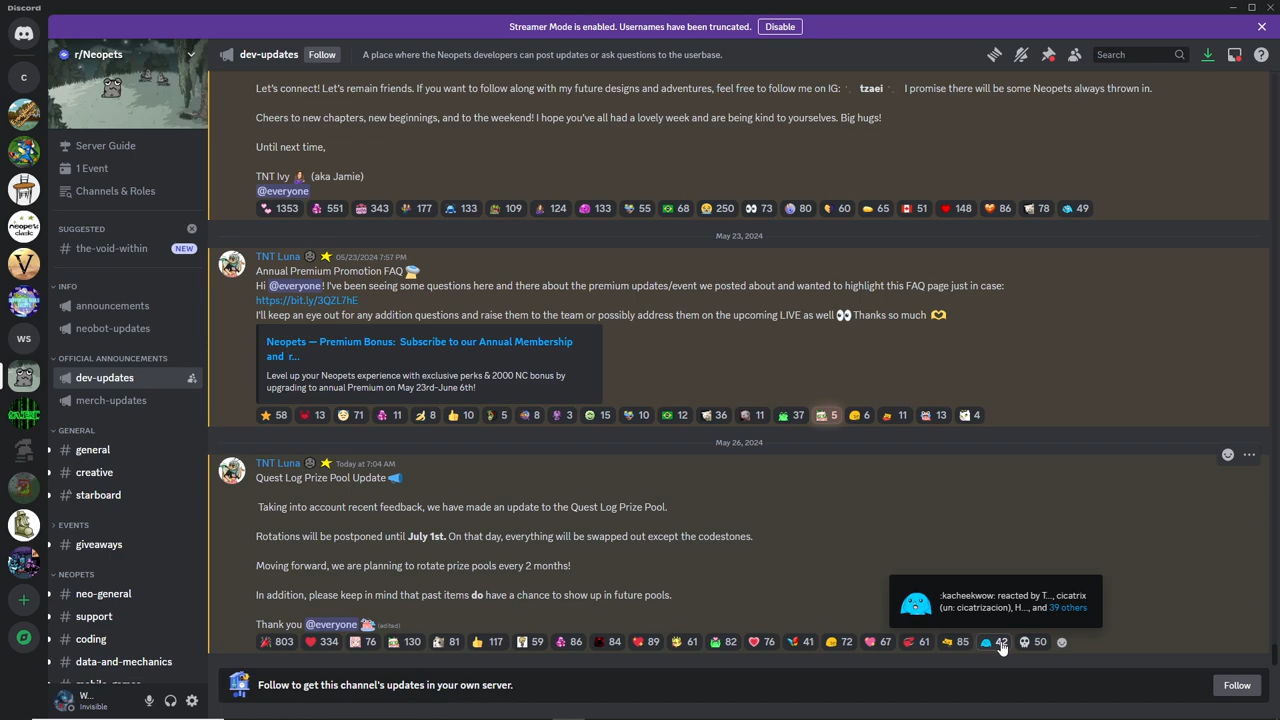 Discord
Streamer Mode is enabled. Usernames have been truncated. Disable
r/Neopets
dev-updates Follow A place where the Neopets developers can post updates or ask questions to the userbase. Search
Server Guide
1 Event
Channels & Roles
SUGGESTED
the-void-within NEW
INFO
announcements
neobot-updates
OFFICIAL ANNOUNCEMENTS
dev-updates
merch-updates
GENERAL
general
creative
starboard
EVENTS
giveaways
NEOPETS
neo-general
support
coding
data-and-mechanics
W...
Invisible
C
neopets classic
V
WS
Let's connect! Let's remain friends. If you want to follow along with my future designs and adventures, feel free to follow me on IG: tzaei I promise there will be some Neopets always thrown in.
Cheers to new chapters, new beginnings, and to the weekend! I hope you've all had a lovely week and are being kind to yourselves. Big hugs!
Until next time,
TNT Ivy (aka Jamie)
@everyone
1353 551 343 177 133 109 124 133 55 68 250 73 80 60 65 51 148 86 78 49
May 23, 2024
TNT Luna 05/23/2024 7:57 PM
Annual Premium Promotion FAQ
Hi @everyone! I've been seeing some questions here and there about the premium updates/event we posted about and wanted to highlight this FAQ page just in case:
https://bit.ly/3QZL7hE
I'll keep an eye out for any addition questions and raise them to the team or possibly address them on the upcoming LIVE as well Thanks so much
Neopets — Premium Bonus: Subscribe to our Annual Membership
and r...
Level up your Neopets experience with exclusive perks & 2000 NC bonus by
upgrading to annual Premium on May 23rd-June 6th!
58 13 71 11 8 10 5 8 3 15 10 12 36 11 37 5 6 11 13 4
May 26, 2024
TNT Luna Today at 7:04 AM
Quest Log Prize Pool Update
Taking into account recent feedback, we have made an update to the Quest Log Prize Pool.
Rotations will be postponed until July 1st. On that day, everything will be swapped out except the codestones.
Moving forward, we are planning to rotate prize pools every 2 months!
In addition, please keep in mind that past items do have a chance to show up in future pools.
Thank you @everyone (edited)
:kacheekwow: reacted by T..., cicatrix
(un: cicatrizacion), H..., and 39 others
803 334 76 130 81 117 59 86 84 89 61 82 76 41 72 67 61 85 42 50
Follow to get this channel's updates in your own server. Follow